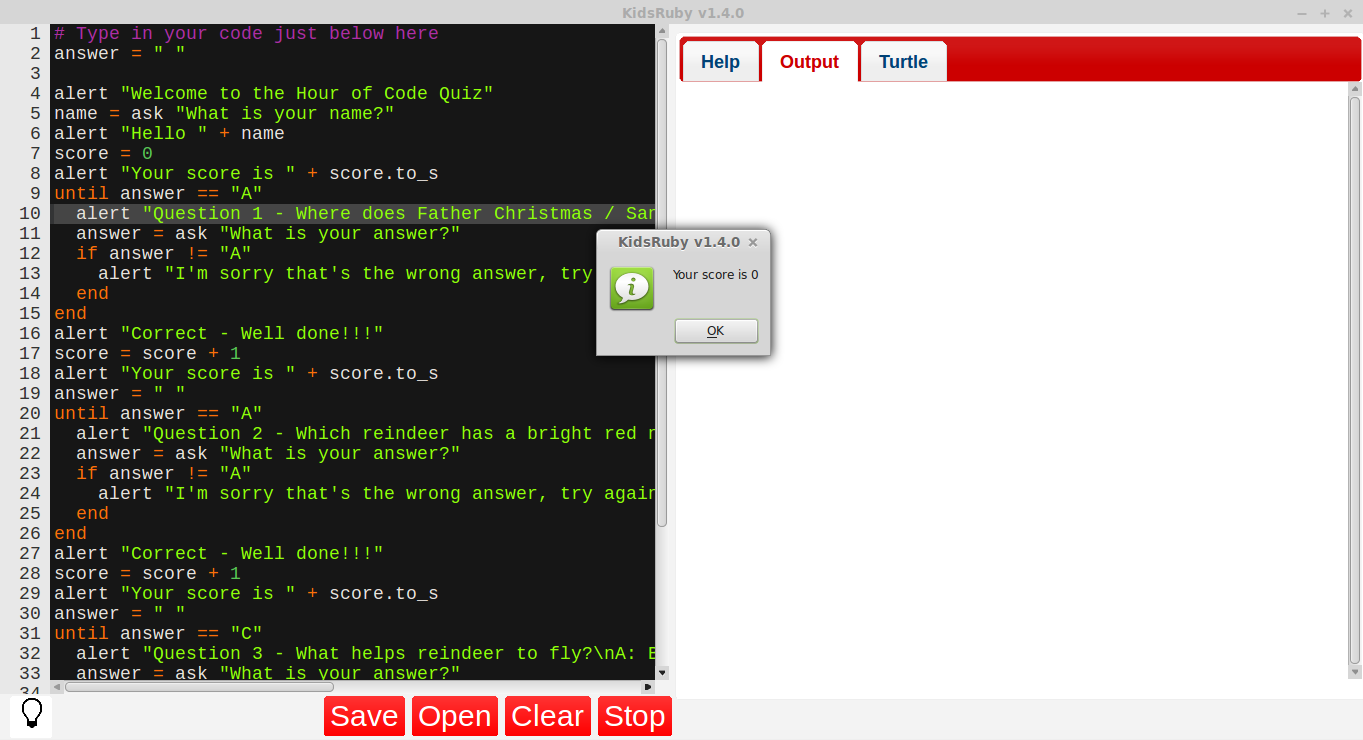 KidsRuby v1.4.0
1 # Type in your code just below here
2 answer = " "
3
4 alert "Welcome to the Hour of Code Quiz"
5 name = ask "What is your name?"
6 alert "Hello " + name
7 score = 0
8 alert "Your score is " + score.to_s
9 until answer == "A"
10   alert "Question 1 - Where does Father Christmas / San
11   answer = ask "What is your answer?"
12   if answer != "A"
13     alert "I'm sorry that's the wrong answer, try
14   end
15 end
16 alert "Correct - Well done!!!"
17 score = score + 1
18 alert "Your score is " + score.to_s
19 answer = " "
20 until answer == "A"
21   alert "Question 2 - Which reindeer has a bright red n
22   answer = ask "What is your answer?"
23   if answer != "A"
24     alert "I'm sorry that's the wrong answer, try again
25   end
26 end
27 alert "Correct - Well done!!!"
28 score = score + 1
29 alert "Your score is " + score.to_s
30 answer = " "
31 until answer == "C"
32   alert "Question 3 - What helps reindeer to fly?\nA: B
33   answer = ask "What is your answer?"
34
Save Open Clear Stop
Help Output Turtle
KidsRuby v1.4.0
Your score is 0
OK